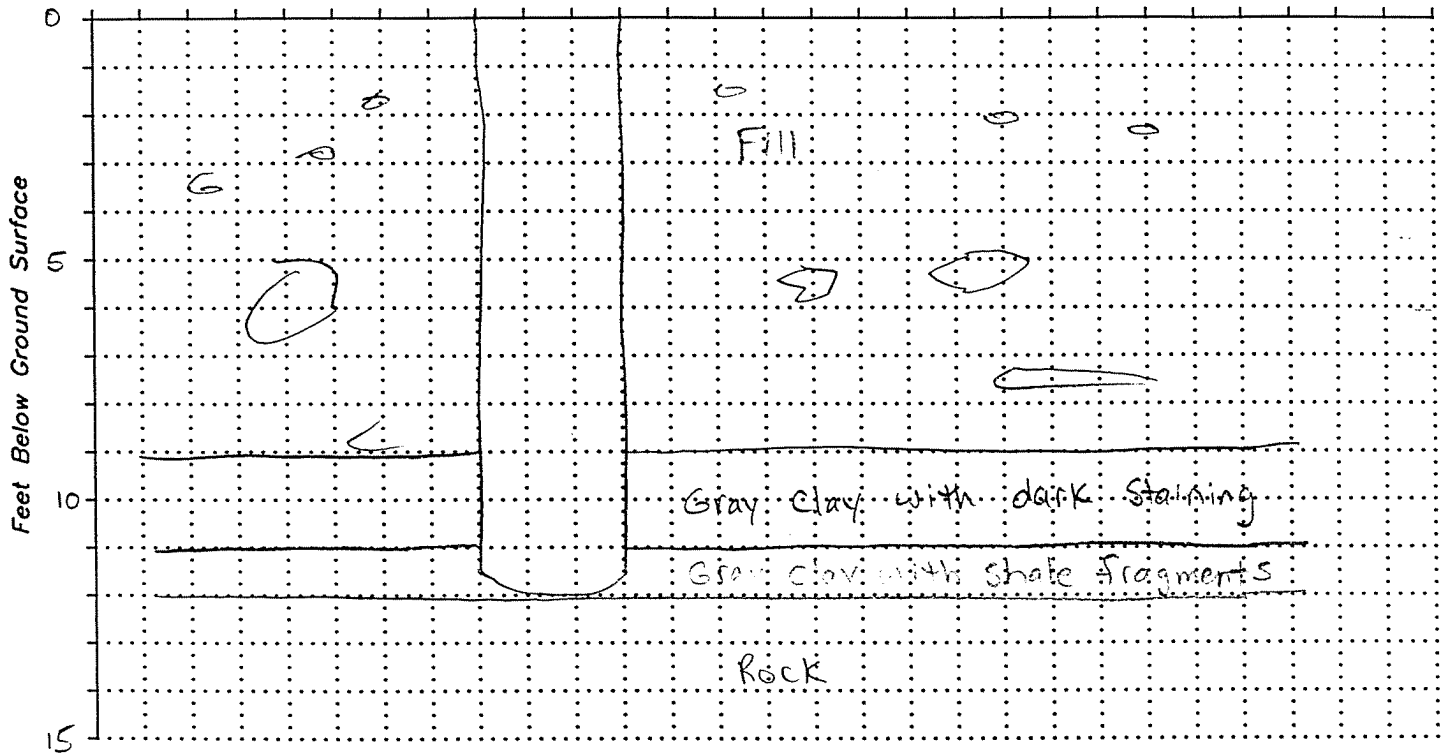 0
Fill
Feet Below Ground Surface
5
10
Gray Clay with dark Staining
Gray Clay with Shale fragments
Rock
15